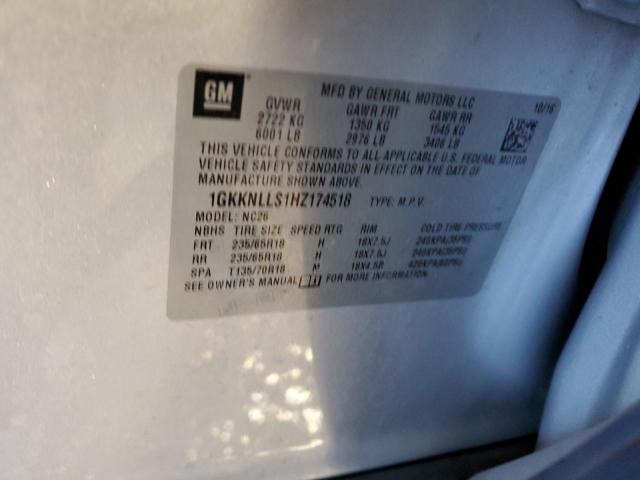 GM
MFD BY GENERAL MOTORS LLC 10/16
GVWR GAWR FRT GAWR RR
2722 KG 1350 KG 1545 KG
6001 LB 2976 LB 3406 LB
THIS VEHICLE CONFORMS TO ALL APPLICABLE U.S. FEDERAL MOTOR
VEHICLE SAFETY STANDARDS IN EFFECT ON THE DATE OF
MANUFACTURE SHOWN ABOVE.
1GKKNLLS1HZ174518 TYPE: M.P.V.
MODEL: NC26
NBHS TIRE SIZE SPEED RTG RIM COLD TIRE PRESSURE
FRT 235/65R18 H 18X7.5J 240KPA(35PSI)
RR 235/65R18 H 18X7.5J 240KPA(35PSI)
SPA T135/70R18 M 18X4.5B 420KPA(60PSI)
SEE OWNER'S MANUAL FOR MORE INFORMATION.